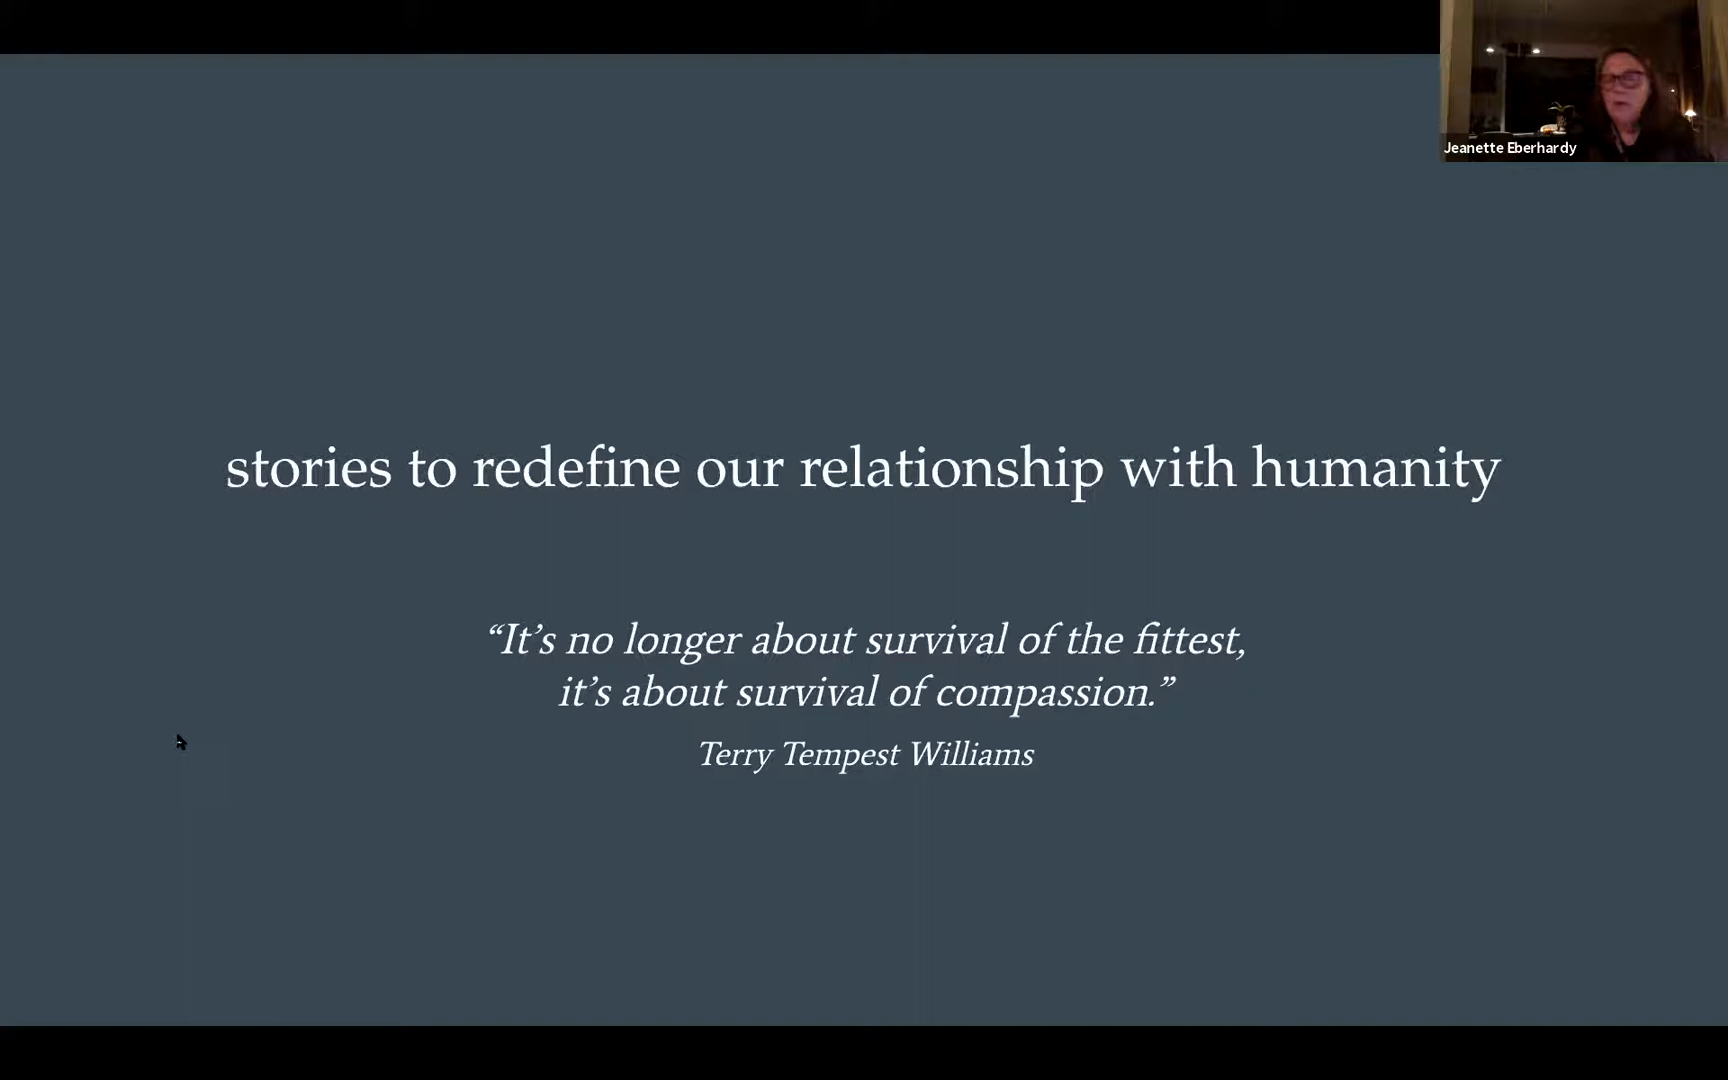 Jeanette Eberhardy
stories to redefine our relationship with humanity
“It’s no longer about survival of the fittest,
it’s about survival of compassion.”
Terry Tempest Williams